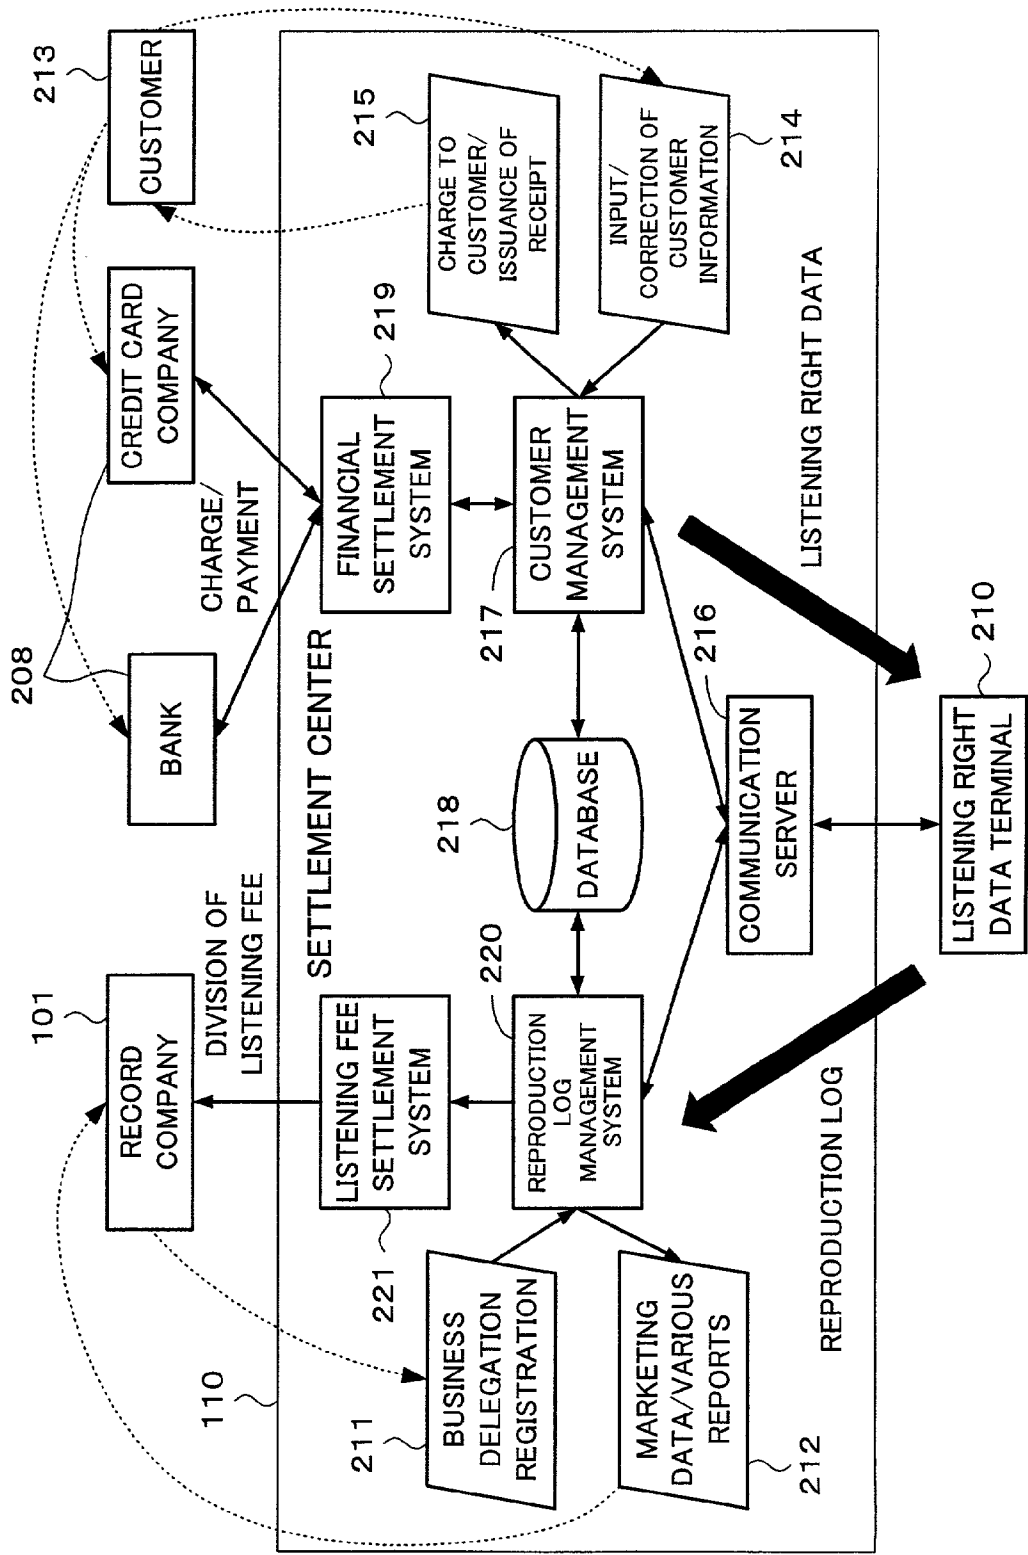 101
RECORD
COMPANY
DIVISION OF
LISTENING FEE
208
BANK
CREDIT CARD
COMPANY
CHARGE/
PAYMENT
213
CUSTOMER
110
SETTLEMENT CENTER
221
LISTENING FEE
SETTLEMENT
SYSTEM
FINANCIAL
SETTLEMENT
SYSTEM
219
211
BUSINESS
DELEGATION
REGISTRATION
220
REPRODUCTION
LOG
MANAGEMENT
SYSTEM
218
DATABASE
217
CUSTOMER
MANAGEMENT
SYSTEM
215
CHARGE TO
CUSTOMER/
ISSUANCE OF
RECEIPT
212
MARKETING
DATA/VARIOUS
REPORTS
INPUT/
CORRECTION OF
CUSTOMER
INFORMATION
214
216
COMMUNICATION
SERVER
REPRODUCTION LOG
LISTENING RIGHT DATA
LISTENING RIGHT
DATA TERMINAL
210